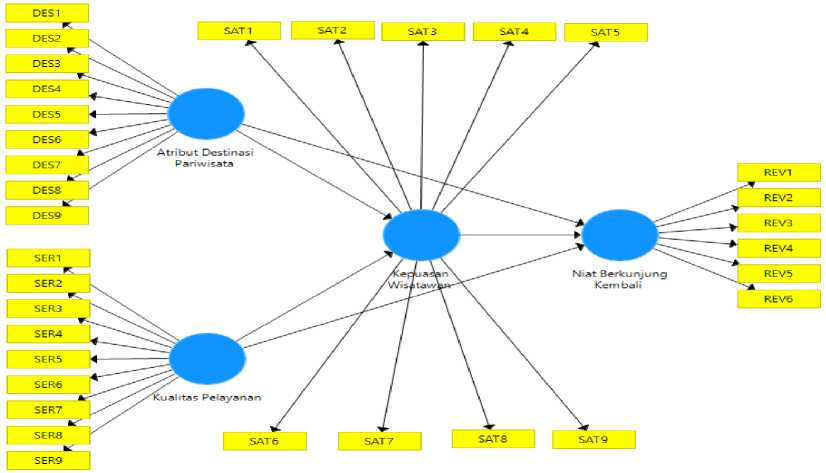 DES1
DES2
DES3
DES4
DES5
DES6
DES7
DES8
DES9
Atribut Destinasi
Pariwisata
SAT1
SAT2
SAT3
SAT4
SAT5
SER1
SER2
SER3
SER4
SER5
SER6
SER7
SER8
SER9
Kualitas Pelayanan
Kepuasan
Wisatawan
SAT6
SAT7
SAT8
SAT9
Niat Berkunjung
Kembali
REV1
REV2
REV3
REV4
REV5
REV6